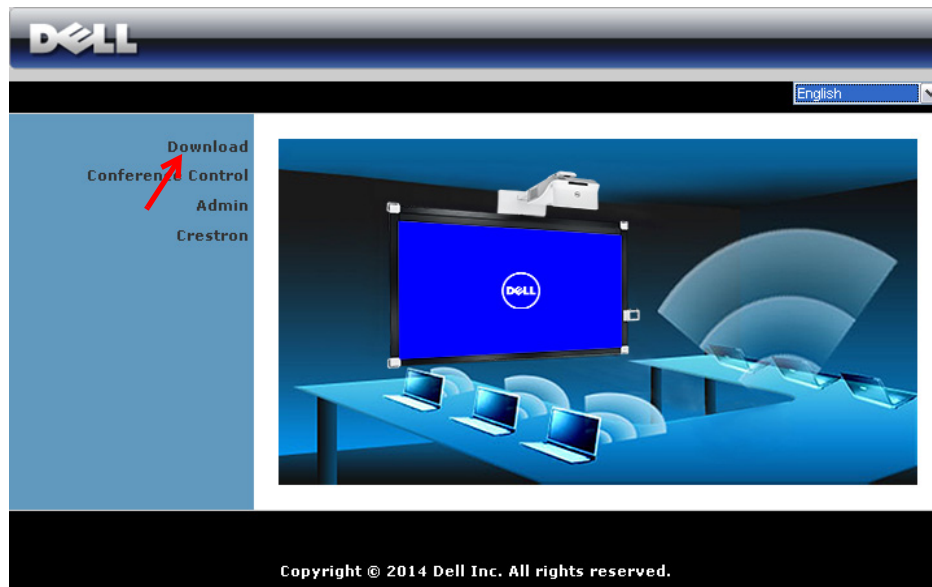 DELL
English
Download
Conference Control
Admin
Crestron
DELL
Copyright © 2014 Dell Inc. All rights reserved.